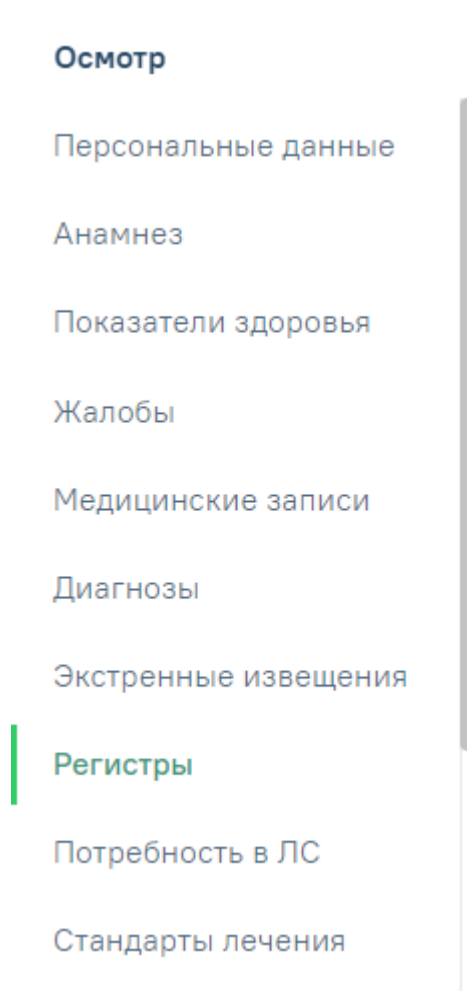 Осмотр
Персональные данные
Анамнез
Показатели здоровья
Жалобы
Медицинские записи
Диагнозы
Экстренные извещения
Регистры
Потребность в ЛС
Стандарты лечения